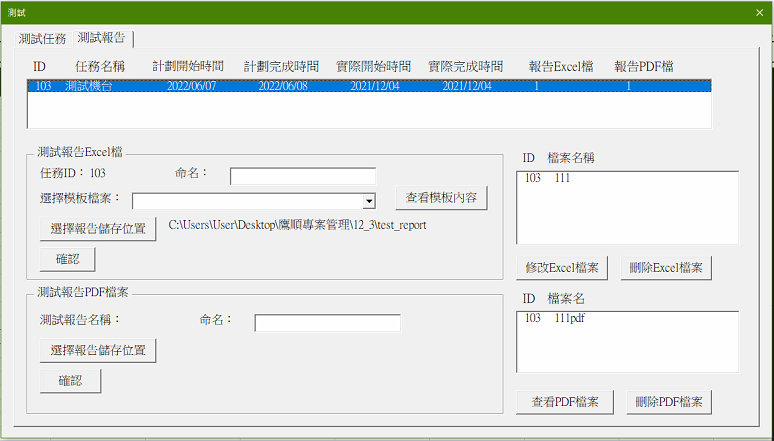 測試
測試任務 測試報告
ID 任務名稱 計劃開始時間 計劃完成時間 實際開始時間 實際完成時間 報告Excel檔 報告PDF檔
103 測試機台 2022/06/07 2022/06/08 2021/12/04 2021/12/04 1 1
測試報告Excel檔
任務ID： 103 命名：
選擇模板檔案： 查看模板內容
選擇報告儲存位置 C:\Users\User\Desktop\鷹順專案管理\12_3\test_report
確認
ID 檔案名稱
103 111
修改Excel檔案 刪除Excel檔案
測試報告PDF檔案
測試報告名稱： 命名：
選擇報告儲存位置
確認
ID 檔案名
103 111pdf
查看PDF檔案 刪除PDF檔案